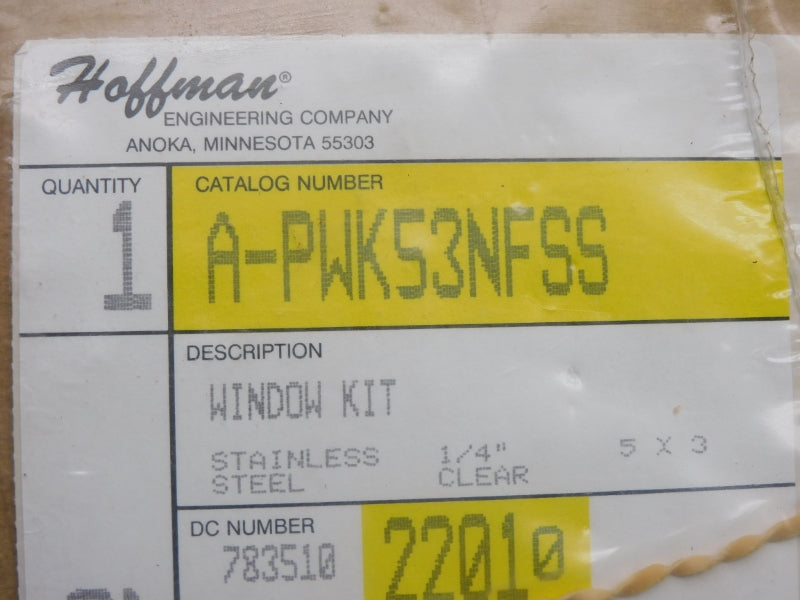 Hoffman®
ENGINEERING COMPANY
ANOKA, MINNESOTA 55303
QUANTITY
1
CATALOG NUMBER
A-PWK53NFSS
DESCRIPTION
WINDOW KIT
STAINLESS 1/4" 5 X 3
STEEL CLEAR
DC NUMBER
783510
22010